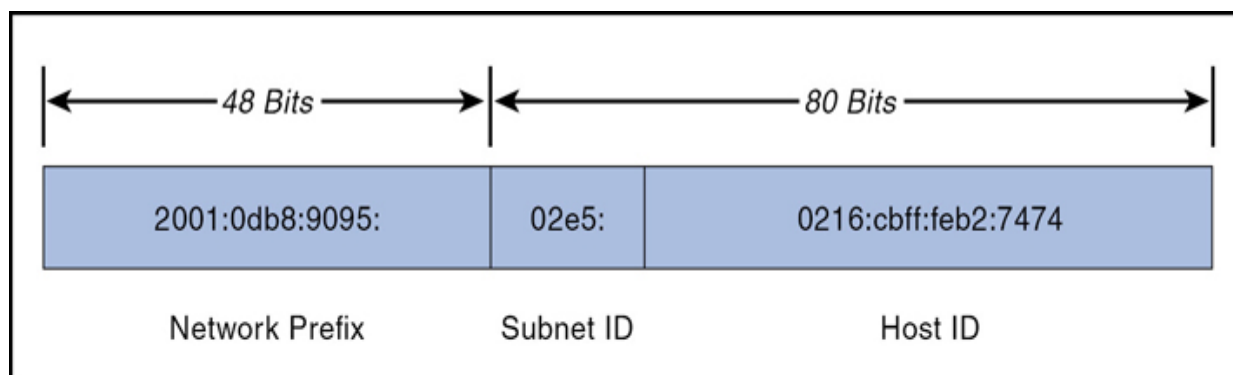 48 Bits 80 Bits
2001:0db8:9095: 02e5: 0216:cbff:feb2:7474
Network Prefix Subnet ID Host ID